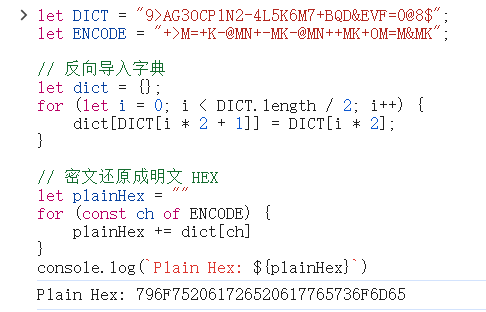 let DICT = "9>AG3OCP1N2-4L5K6M7+BQD&EVF=0@8$";
let ENCODE = "+>M=+K-@MN+-MK-@MN++MK+OM=M&MK";
// 反向导入字典
let dict = {};
for (let i = 0; i < DICT.length / 2; i++) {
    dict[DICT[i * 2 + 1]] = DICT[i * 2];
}
// 密文还原成明文 HEX
let plainHex = ""
for (const ch of ENCODE) {
    plainHex += dict[ch]
}
console.log(`Plain Hex: ${plainHex}`)
Plain Hex: 796F752061726520617765736F6D65